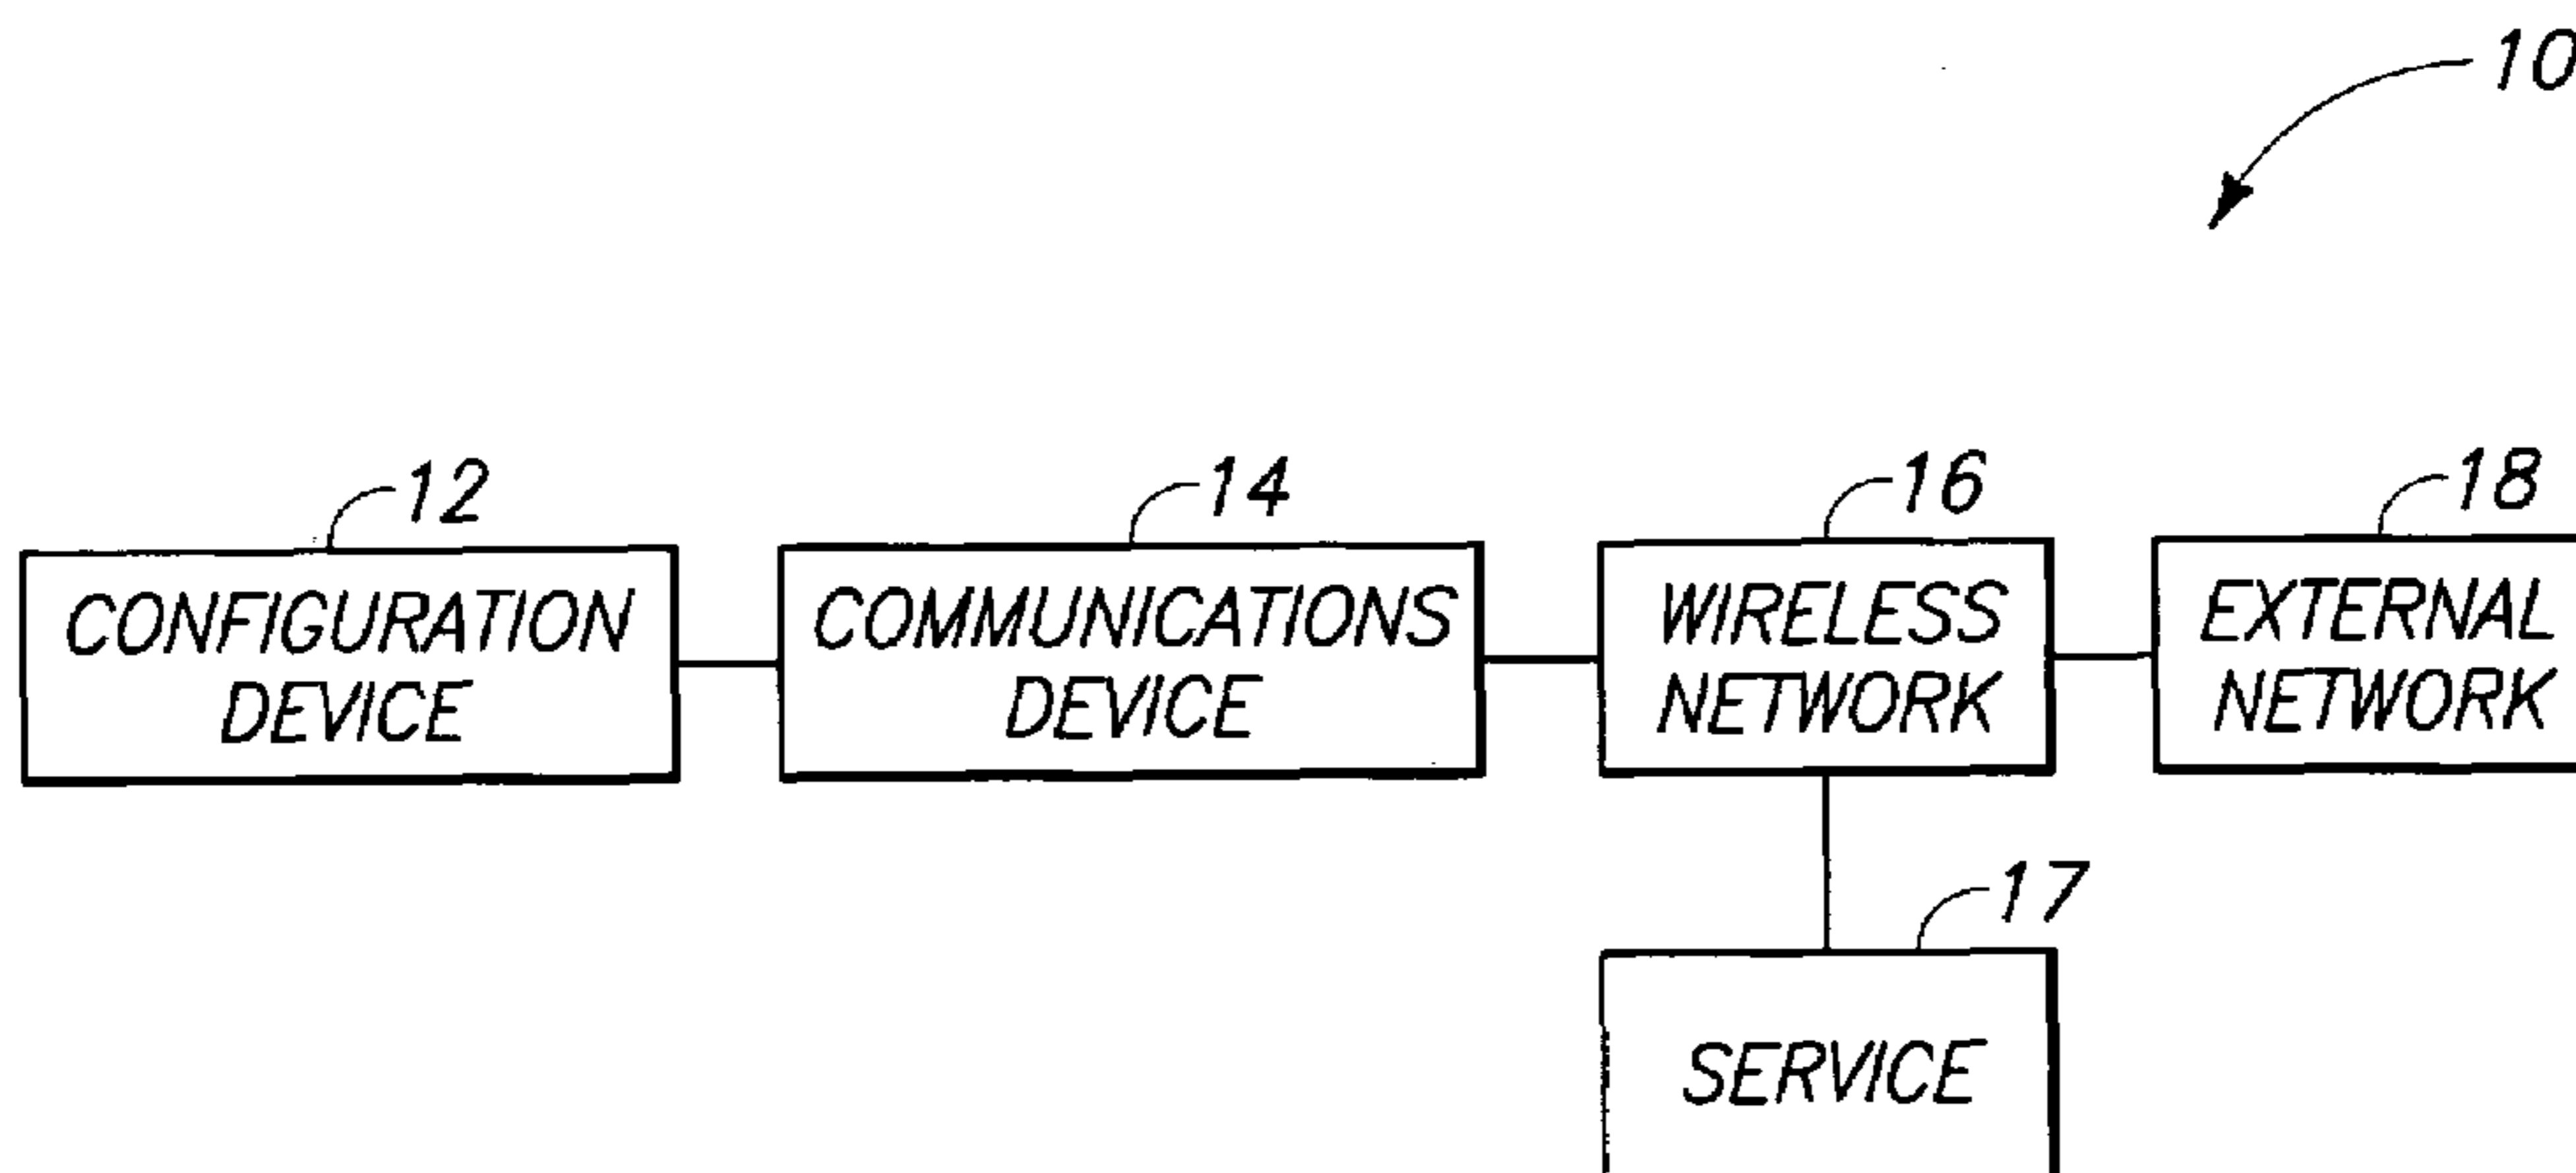 10
12
14
16
18
CONFIGURATION
DEVICE
COMMUNICATIONS
DEVICE
WIRELESS
NETWORK
EXTERNAL
NETWORK
17
SERVICE